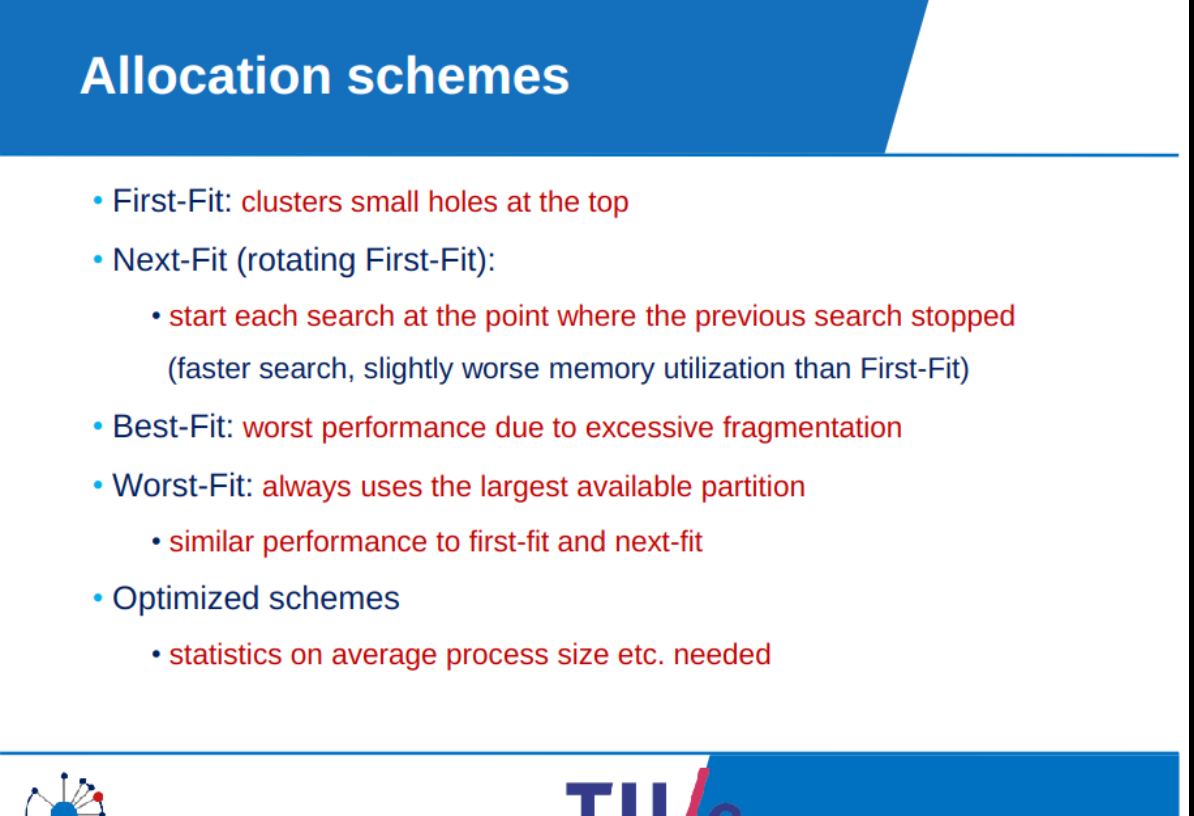 Allocation schemes
• First-Fit: clusters small holes at the top
• Next-Fit (rotating First-Fit):
• start each search at the point where the previous search stopped
(faster search, slightly worse memory utilization than First-Fit)
• Best-Fit: worst performance due to excessive fragmentation
• Worst-Fit: always uses the largest available partition
• similar performance to first-fit and next-fit
• Optimized schemes
• statistics on average process size etc. needed
TU/e